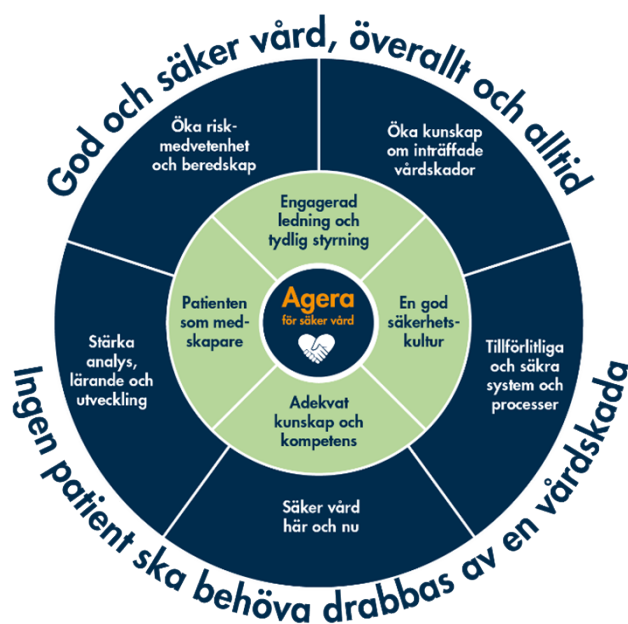 God och säker vård, överallt och alltid
Öka risk-
medvetenhet
och beredskap
Öka kunskap
om inträffade
vårdskador
Engagerad
ledning och
tydlig styrning
Patienten
som med-
skapare
Agera
för säker vård
En god
säkerhets-
kultur
Stärka
analys,
lärande och
utveckling
Tillförlitliga
och säkra
system och
processer
Adekvat
kunskap och
kompetens
Säker vård
här och nu
Ingen patient ska behöva drabbas av en vårdskada